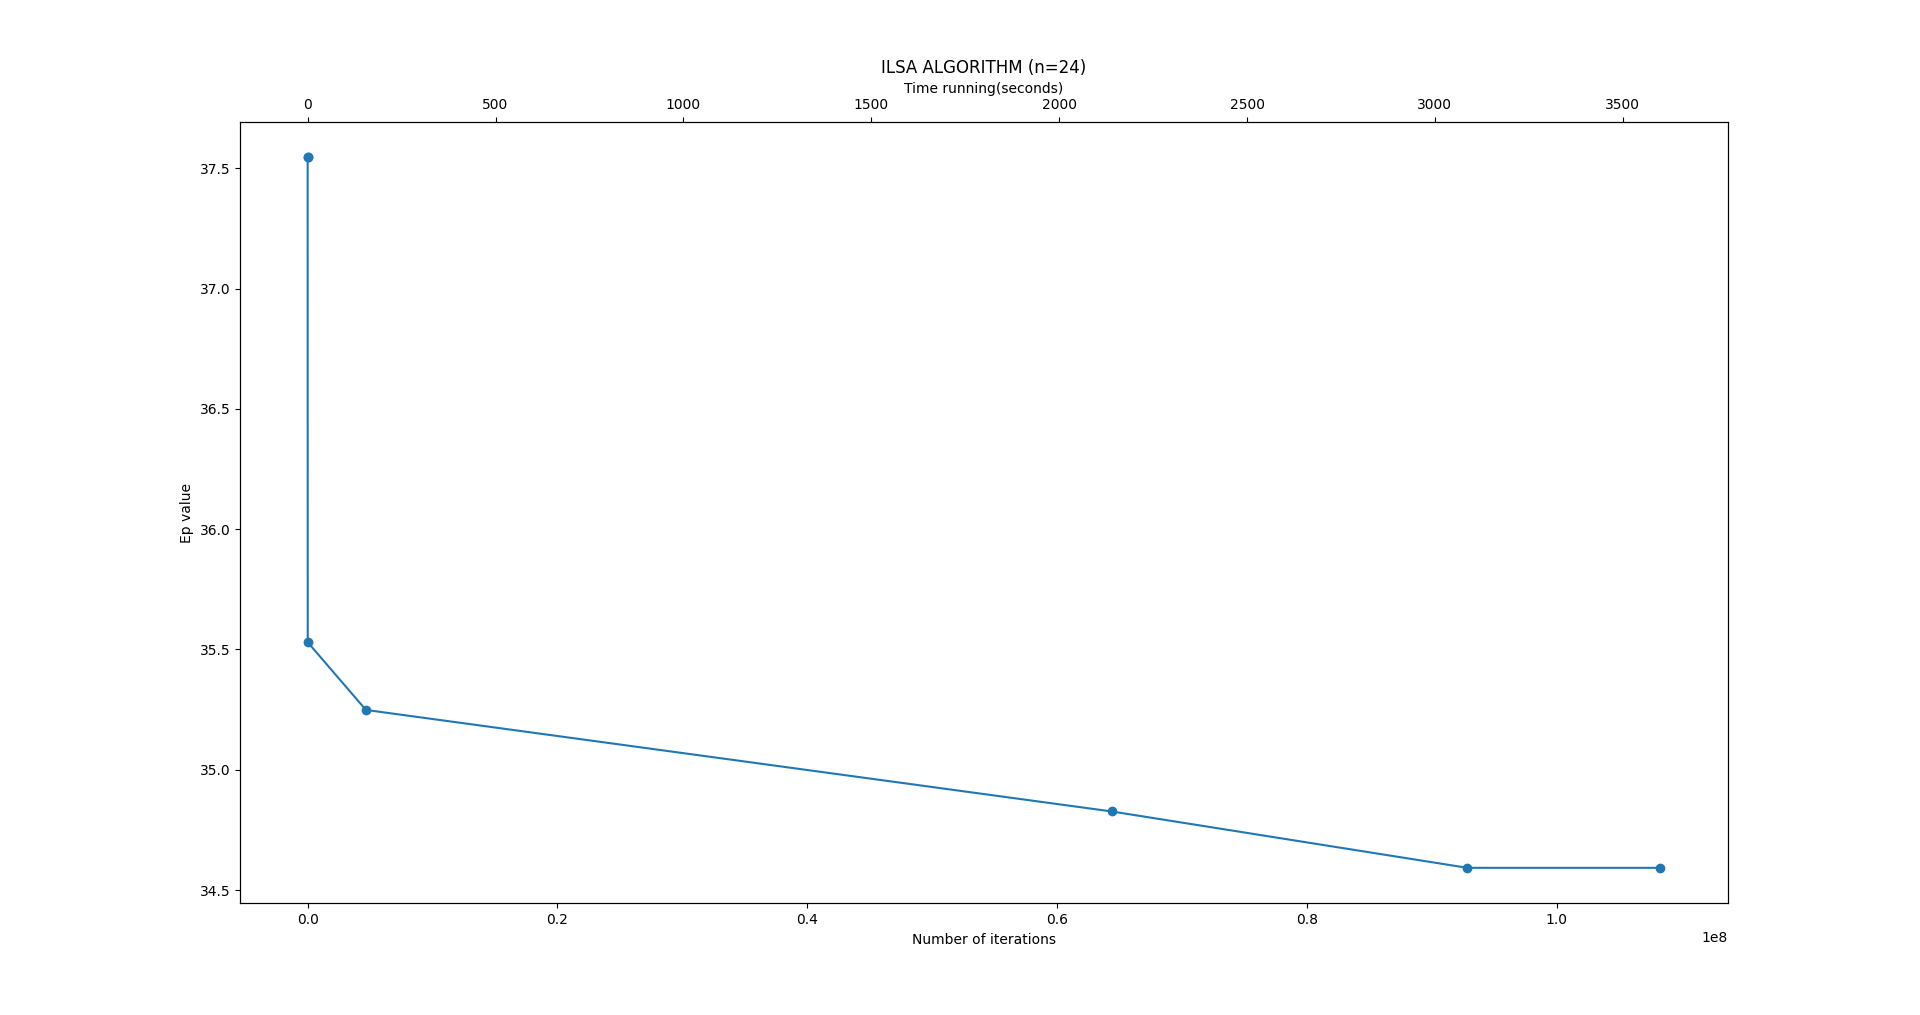 ILSA ALGORITHM (n=24)
Time running(seconds)
0 500 1000 1500 2000 2500 3000 3500
37.5
37.0
36.5
36.0
Ep value
35.5
35.0
34.5
0.0 0.2 0.4 0.6 0.8 1.0
Number of iterations
1e8